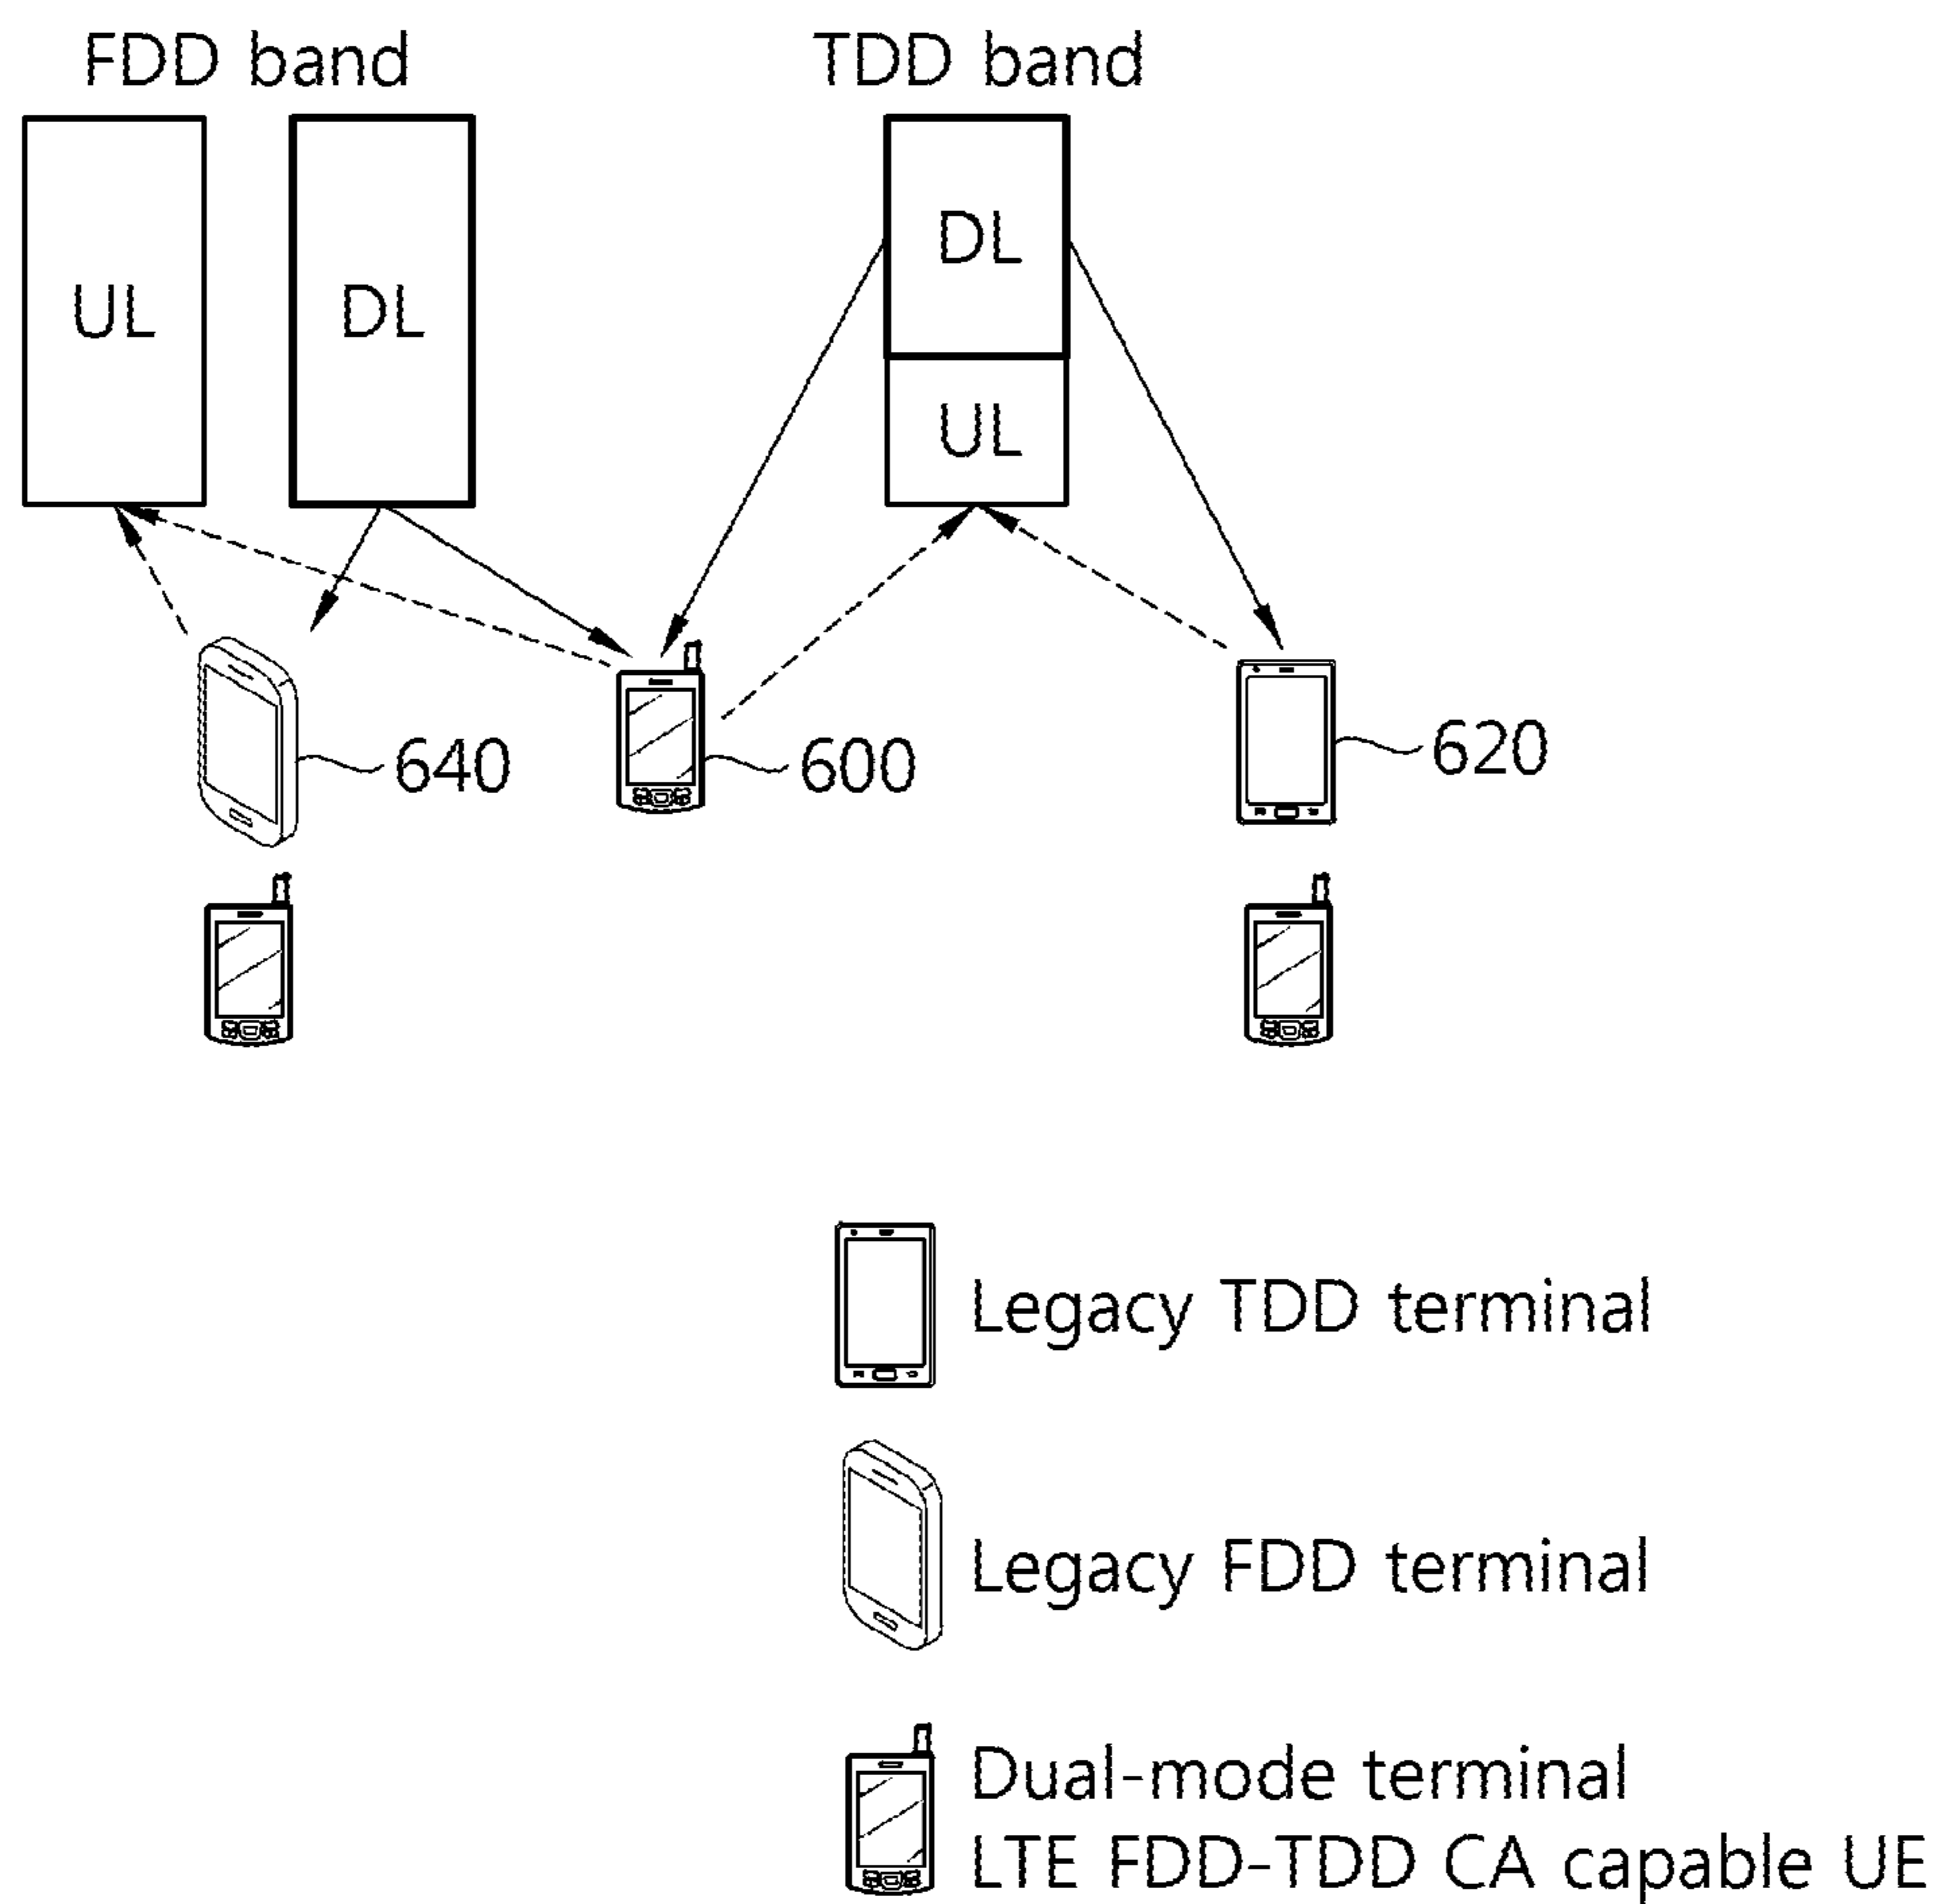 FDD band
TDD band
UL
DL
DL
UL
640
600
620
Legacy TDD terminal
Legacy FDD terminal
Dual-mode terminal
LTE FDD-TDD CA capable UE